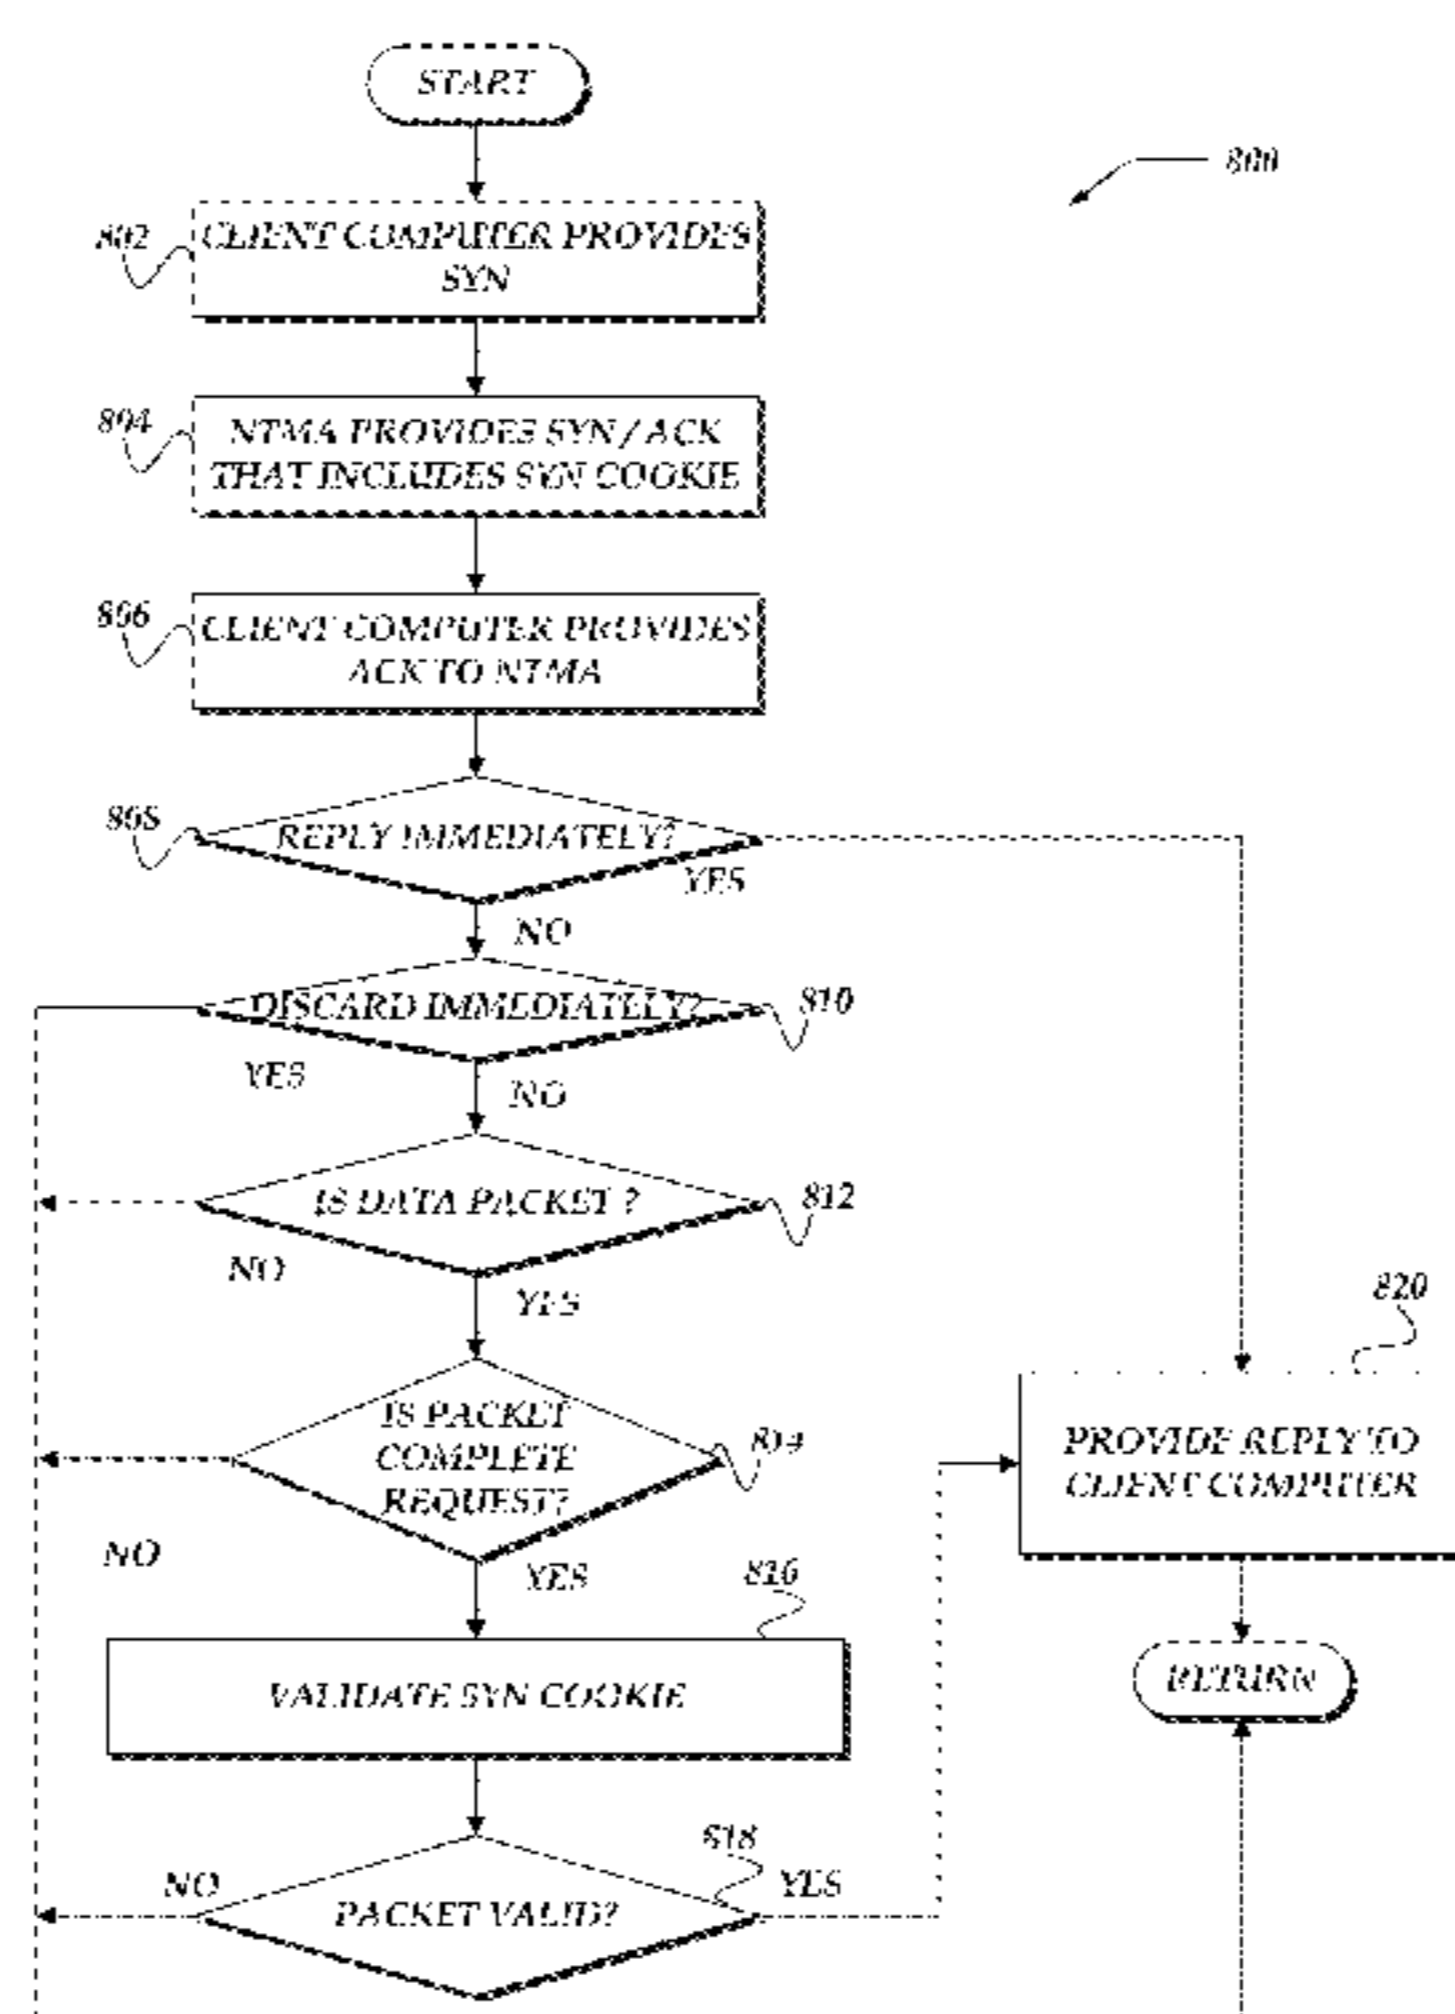 START
800
802
CLIENT COMPUTER PROVIDES
SYN
804
NTMA PROVIDES SYN / ACK
THAT INCLUDES SYN COOKIE
806
CLIENT COMPUTER PROVIDES
ACK TO NTMA
808
REPLY IMMEDIATELY?
YES
NO
DISCARD IMMEDIATELY?
810
YES
NO
IS DATA PACKET ?
812
NO
YES
820
IS PACKET
COMPLETE
REQUEST?
814
PROVIDE REPLY TO
CLIENT COMPUTER
NO
YES
816
VALIDATE SYN COOKIE
RETURN
818
NO
YES
PACKET VALID?